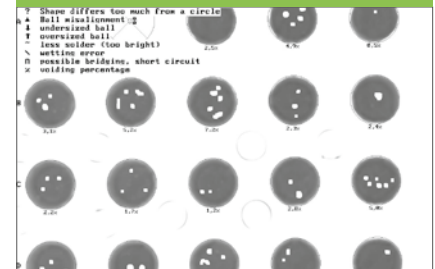 ? Shape differs too much from a circle
▲ Ball misalignment
▲ undersized ball
▼ oversized ball
- less solder (too bright)
\ wetting error
n possible bridging, short circuit
x voiding percentage
A 2.5% 4.9% 0.5%
B 3.1% 5.2% 7.2% 2.3% 2.4%
C 2.2% 1.7% 1.2% 2.8% 5.0%
D